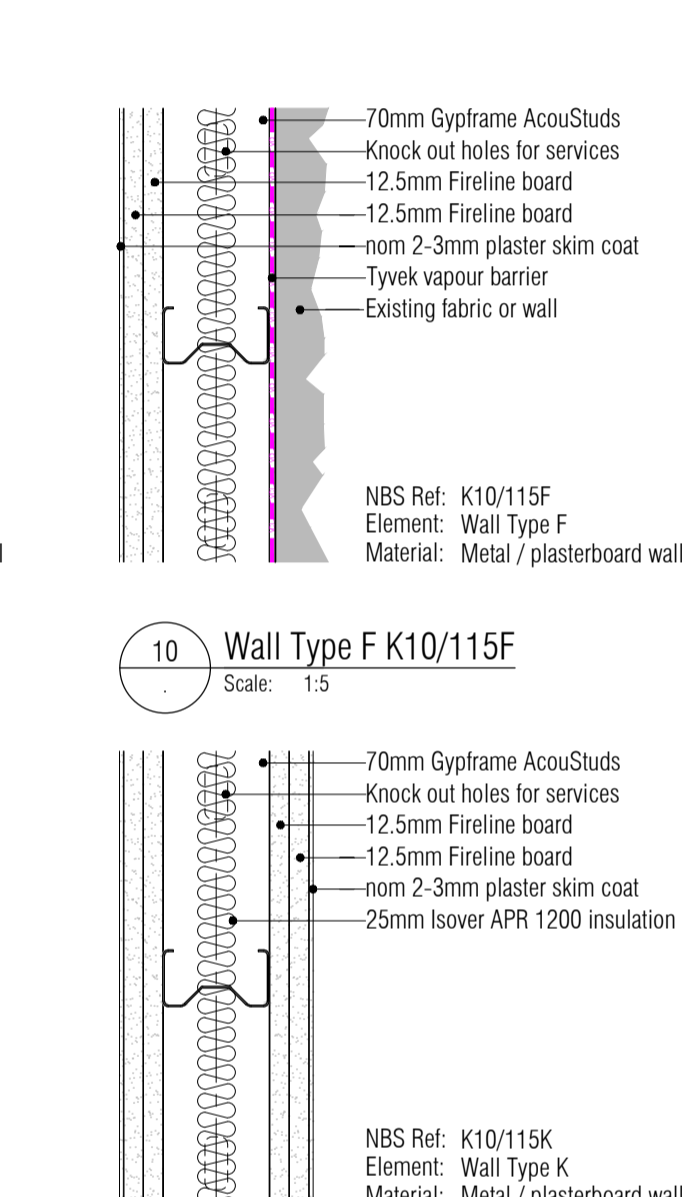 70mm Gypframe AcouStuds
Knock out holes for services
12.5mm Fireline board
12.5mm Fireline board
nom 2-3mm plaster skim coat
Tyvek vapour barrier
Existing fabric or wall
NBS Ref: K10/115F
Element: Wall Type F
Material: Metal / plasterboard wall
10
.
Wall Type F K10/115F
Scale: 1:5
70mm Gypframe AcouStuds
Knock out holes for services
12.5mm Fireline board
12.5mm Fireline board
nom 2-3mm plaster skim coat
25mm Isover APR 1200 insulation
NBS Ref: K10/115K
Element: Wall Type K
Material: Metal / plasterboard wall